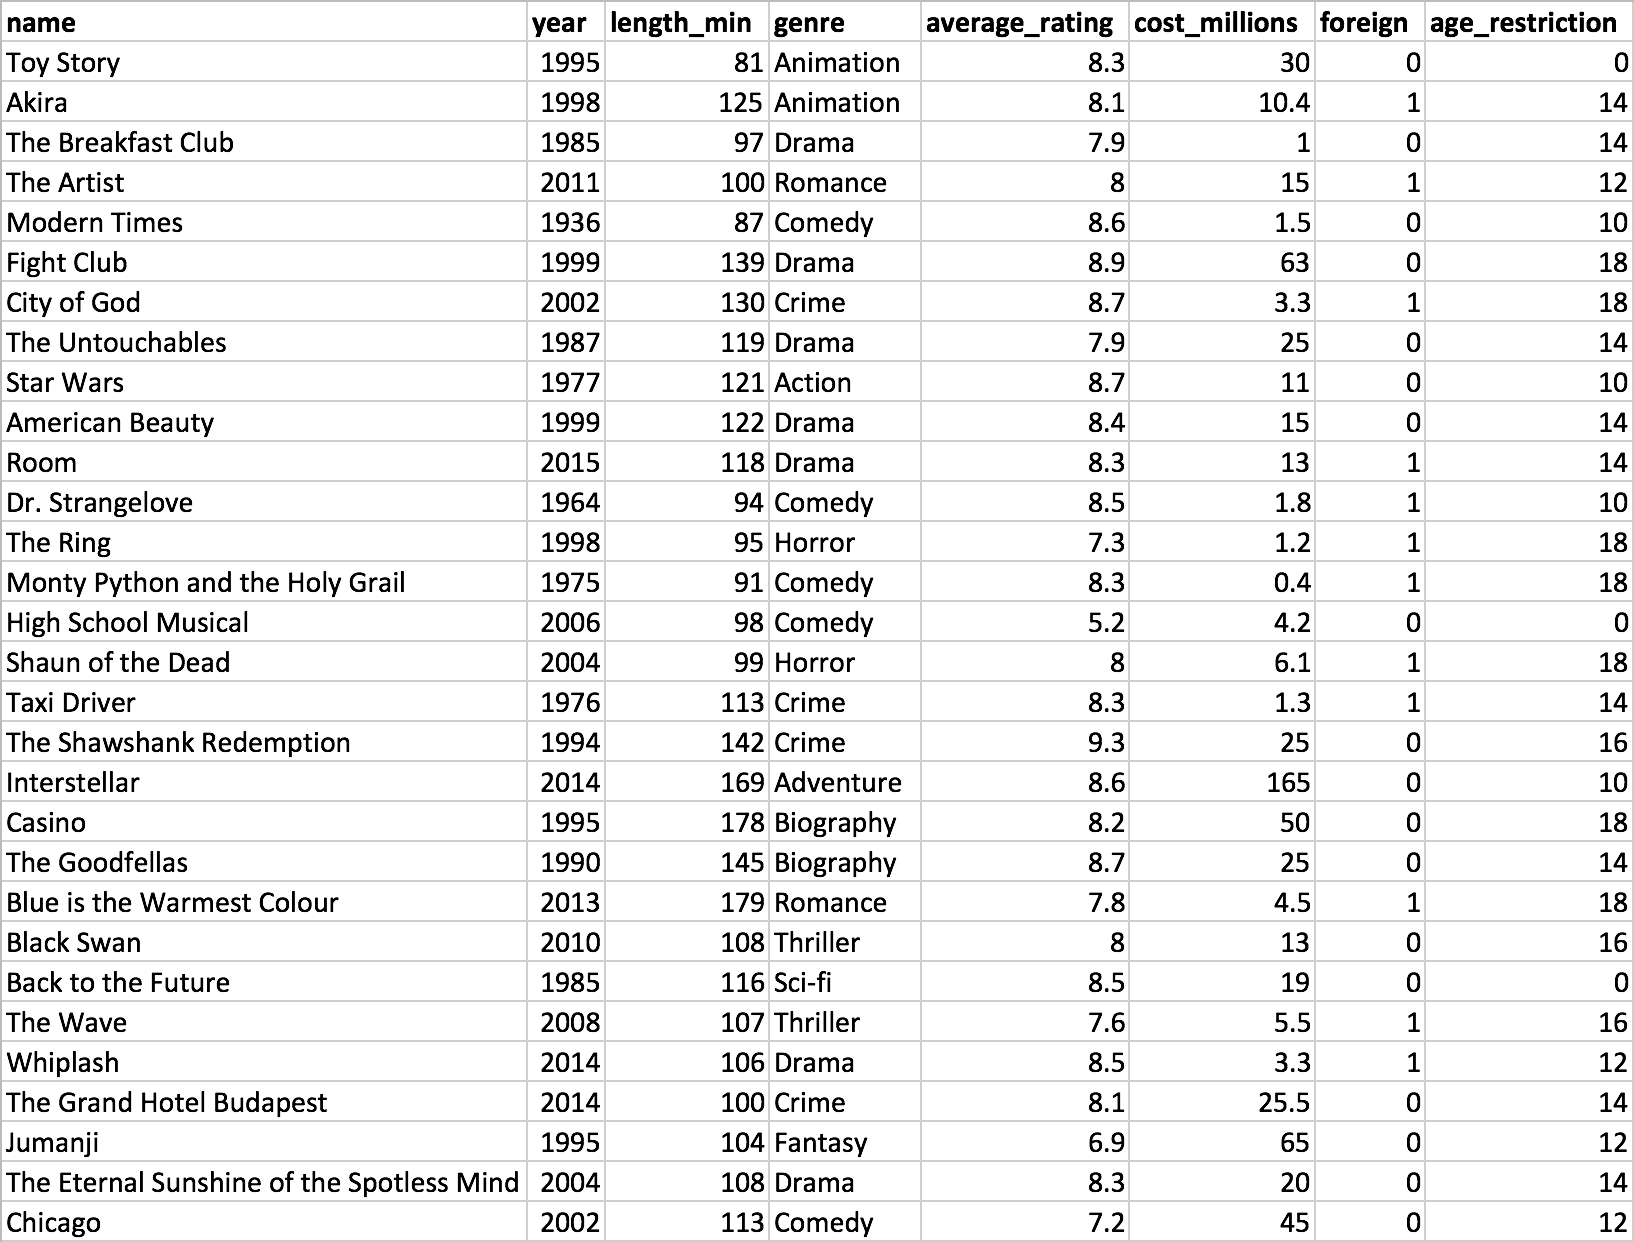 name year length_min genre average_rating cost_millions foreign age_restriction
Toy Story 1995 81 Animation 8.3 30 0 0
Akira 1998 125 Animation 8.1 10.4 1 14
The Breakfast Club 1985 97 Drama 7.9 1 0 14
The Artist 2011 100 Romance 8 15 1 12
Modern Times 1936 87 Comedy 8.6 1.5 0 10
Fight Club 1999 139 Drama 8.9 63 0 18
City of God 2002 130 Crime 8.7 3.3 1 18
The Untouchables 1987 119 Drama 7.9 25 0 14
Star Wars 1977 121 Action 8.7 11 0 10
American Beauty 1999 122 Drama 8.4 15 0 14
Room 2015 118 Drama 8.3 13 1 14
Dr. Strangelove 1964 94 Comedy 8.5 1.8 1 10
The Ring 1998 95 Horror 7.3 1.2 1 18
Monty Python and the Holy Grail 1975 91 Comedy 8.3 0.4 1 18
High School Musical 2006 98 Comedy 5.2 4.2 0 0
Shaun of the Dead 2004 99 Horror 8 6.1 1 18
Taxi Driver 1976 113 Crime 8.3 1.3 1 14
The Shawshank Redemption 1994 142 Crime 9.3 25 0 16
Interstellar 2014 169 Adventure 8.6 165 0 10
Casino 1995 178 Biography 8.2 50 0 18
The Goodfellas 1990 145 Biography 8.7 25 0 14
Blue is the Warmest Colour 2013 179 Romance 7.8 4.5 1 18
Black Swan 2010 108 Thriller 8 13 0 16
Back to the Future 1985 116 Sci-fi 8.5 19 0 0
The Wave 2008 107 Thriller 7.6 5.5 1 16
Whiplash 2014 106 Drama 8.5 3.3 1 12
The Grand Hotel Budapest 2014 100 Crime 8.1 25.5 0 14
Jumanji 1995 104 Fantasy 6.9 65 0 12
The Eternal Sunshine of the Spotless Mind 2004 108 Drama 8.3 20 0 14
Chicago 2002 113 Comedy 7.2 45 0 12